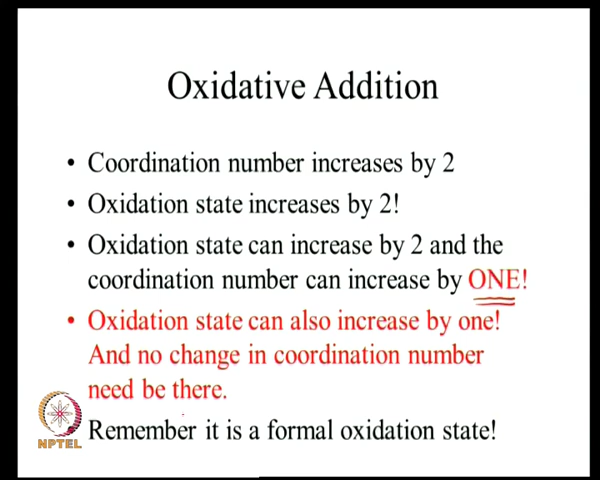 Oxidative Addition
• Coordination number increases by 2
• Oxidation state increases by 2!
• Oxidation state can increase by 2 and the
coordination number can increase by ONE!
• Oxidation state can also increase by one!
And no change in coordination number
need be there.
Remember it is a formal oxidation state!
NPTEL